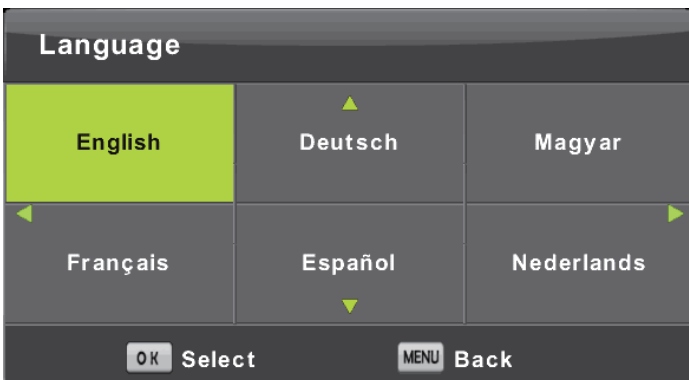 Language
English Deutsch Magyar
Français Español Nederlands
OK Select MENU Back